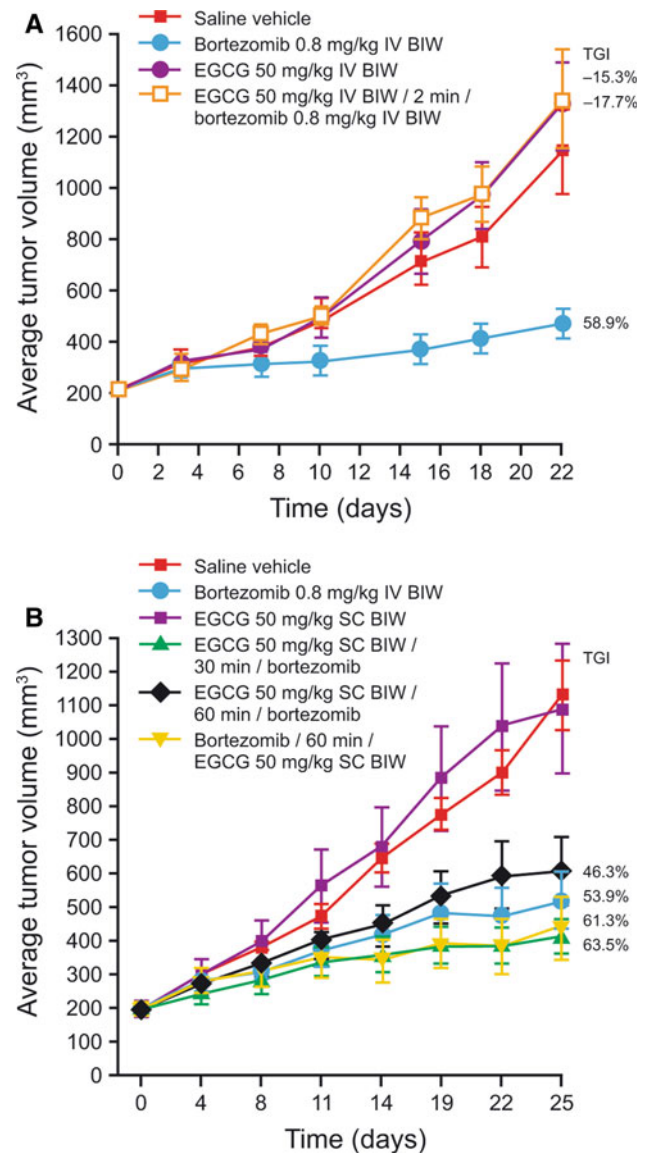 A
Saline vehicle
Bortezomib 0.8 mg/kg IV BIW
EGCG 50 mg/kg IV BIW
EGCG 50 mg/kg IV BIW / 2 min /
bortezomib 0.8 mg/kg IV BIW
TGI
–15.3%
–17.7%
58.9%
Average tumor volume (mm³)
1600
1400
1200
1000
800
600
400
200
0
0 2 4 6 8 10 12 14 16 18 20 22
Time (days)
B
Saline vehicle
Bortezomib 0.8 mg/kg IV BIW
EGCG 50 mg/kg SC BIW
EGCG 50 mg/kg SC BIW /
30 min / bortezomib
EGCG 50 mg/kg SC BIW /
60 min / bortezomib
Bortezomib / 60 min /
EGCG 50 mg/kg SC BIW
TGI
46.3%
53.9%
61.3%
63.5%
Average tumor volume (mm³)
1300
1200
1100
1000
900
800
700
600
500
400
300
200
100
0
0 4 8 11 14 19 22 25
Time (days)